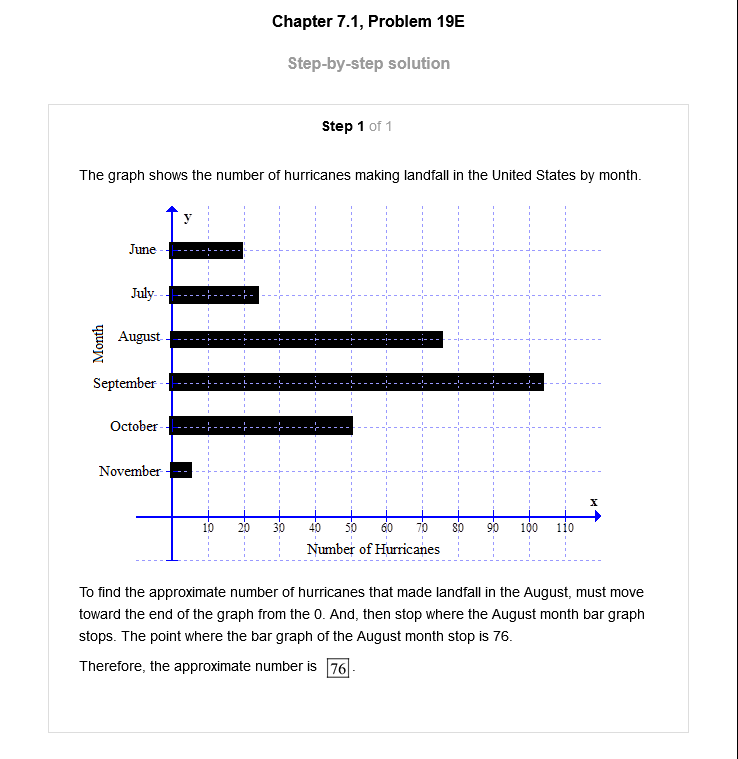 Chapter 7.1, Problem 19E
Step-by-step solution
Step 1 of 1
The graph shows the number of hurricanes making landfall in the United States by month.
y
June
July
August
September
October
November
Month
x
10 20 30 40 50 60 70 80 90 100 110
Number of Hurricanes
To find the approximate number of hurricanes that made landfall in the August, must move
toward the end of the graph from the 0. And, then stop where the August month bar graph
stops. The point where the bar graph of the August month stop is 76.
Therefore, the approximate number is 76.